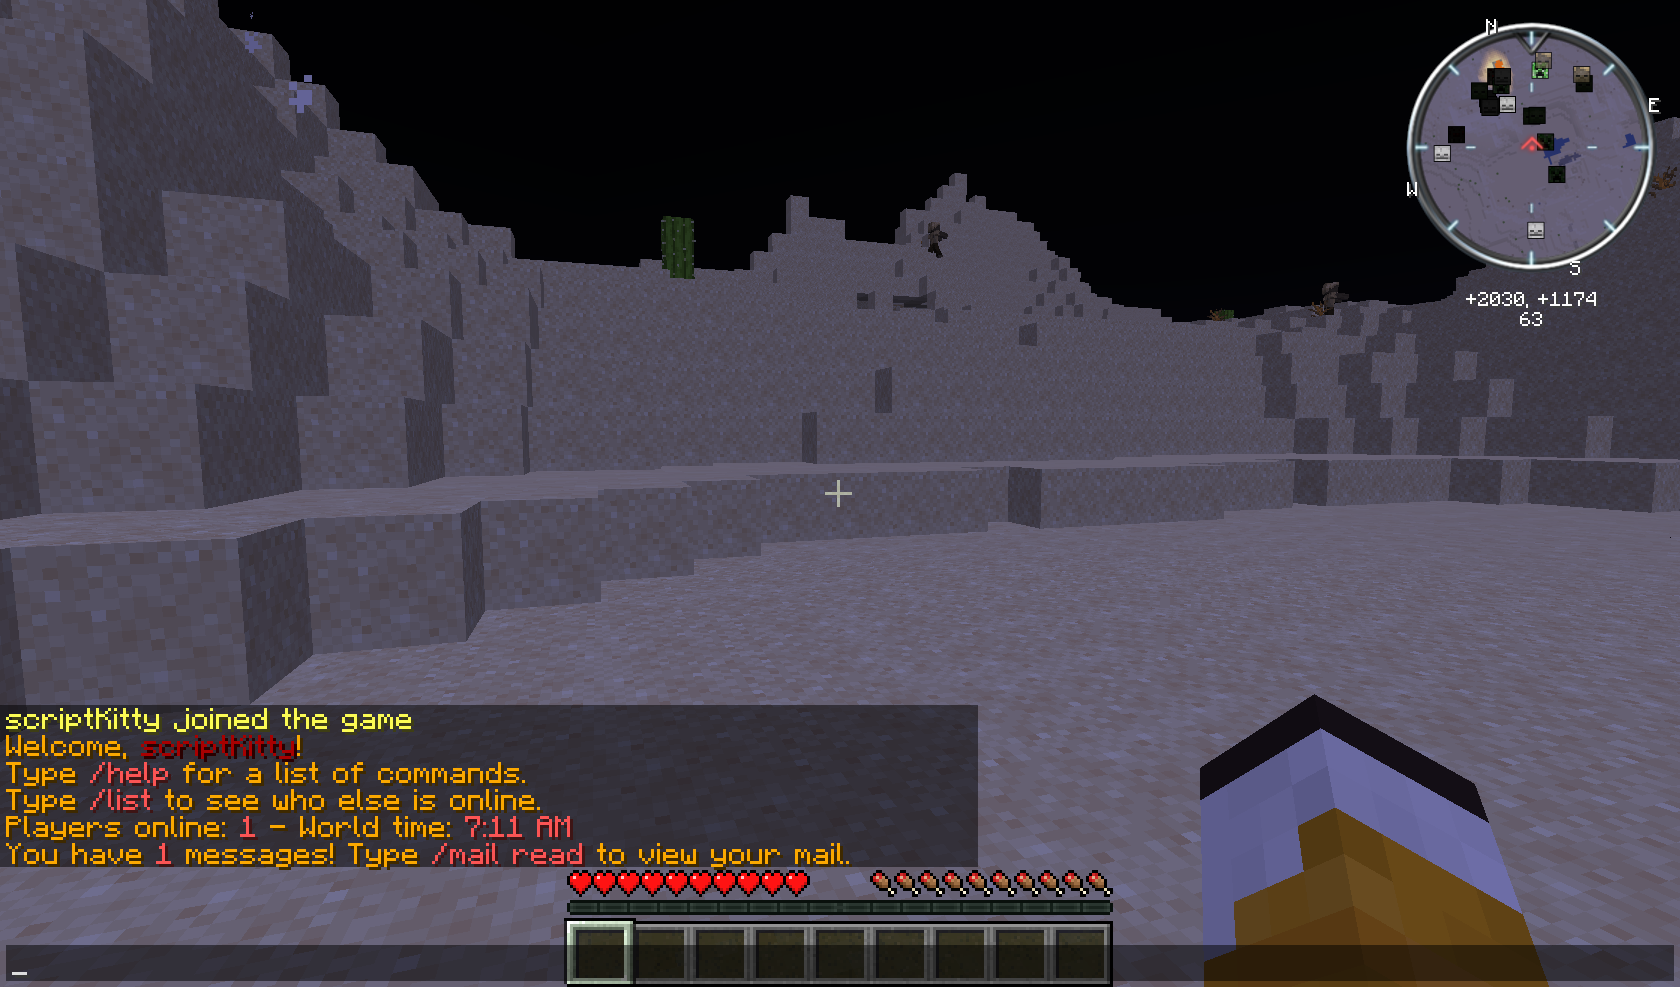 N
E
W
S
+2030, +1174
63
scriptKitty joined the game
Welcome, scriptKitty!
Type /help for a list of commands.
Type /list to see who else is online.
Players online: 1 - World time: 7:11 AM
You have 1 messages! Type /mail read to view your mail.
_